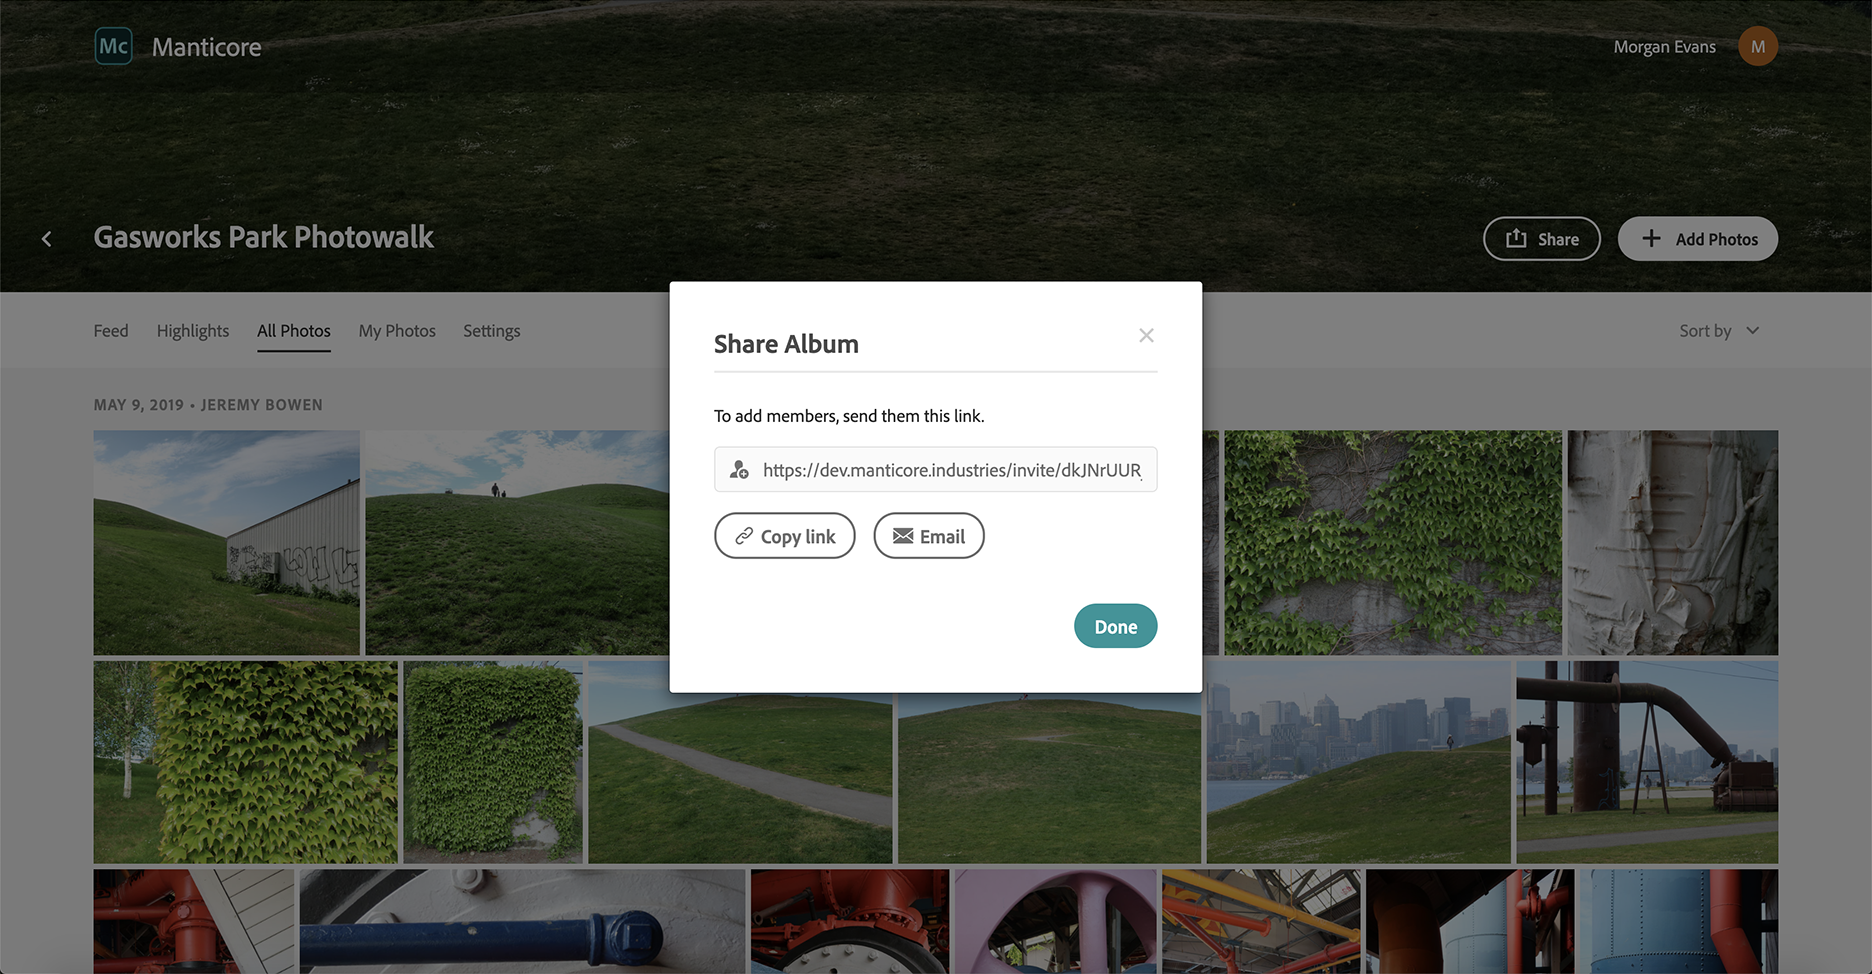 Mc Manticore
Morgan Evans M
Gasworks Park Photowalk
Share
Add Photos
Feed Highlights All Photos My Photos Settings
Sort by
MAY 9, 2019 • JEREMY BOWEN
Share Album
To add members, send them this link.
https://dev.manticore.industries/invite/dkJNrUUR
Copy link
Email
Done